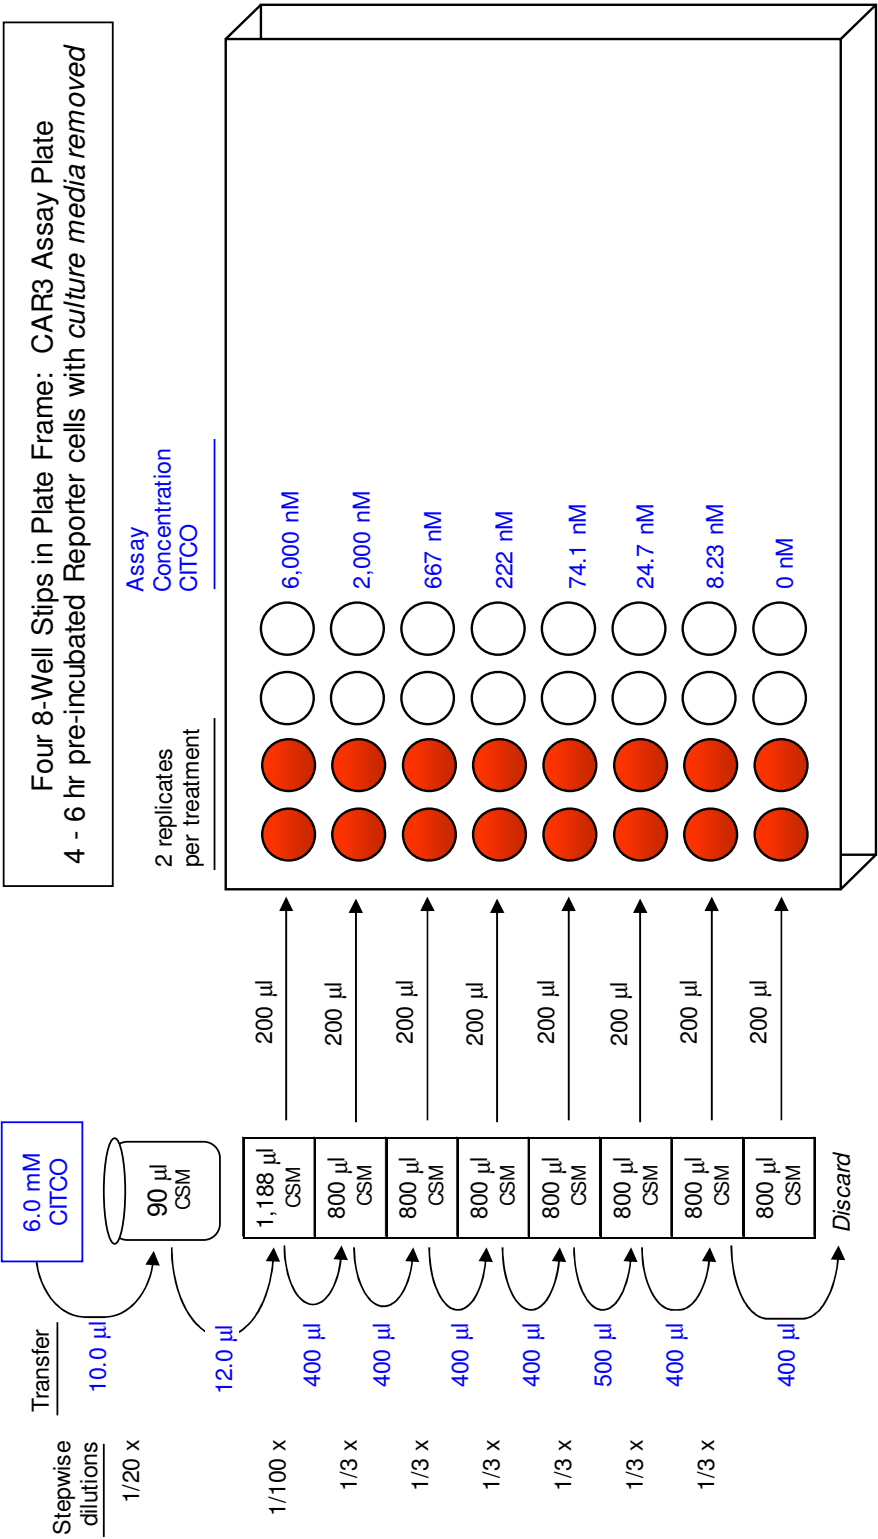 Four 8-Well Stips in Plate Frame:  CAR3 Assay Plate
4 - 6 hr pre-incubated Reporter cells with culture media removed
Stepwise
dilutions
Transfer
6.0 mM
CITCO
2 replicates
per treatment
Assay
Concentration
CITCO
1/20 x
10.0 µl
90 µl
CSM
12.0 µl
1/100 x
1,188 µl
CSM
200 µl
6,000 nM
400 µl
1/3 x
800 µl
CSM
200 µl
2,000 nM
400 µl
1/3 x
800 µl
CSM
200 µl
667 nM
400 µl
1/3 x
800 µl
CSM
200 µl
222 nM
400 µl
1/3 x
800 µl
CSM
200 µl
74.1 nM
500 µl
1/3 x
800 µl
CSM
200 µl
24.7 nM
400 µl
1/3 x
800 µl
CSM
200 µl
8.23 nM
400 µl
800 µl
CSM
200 µl
0 nM
Discard